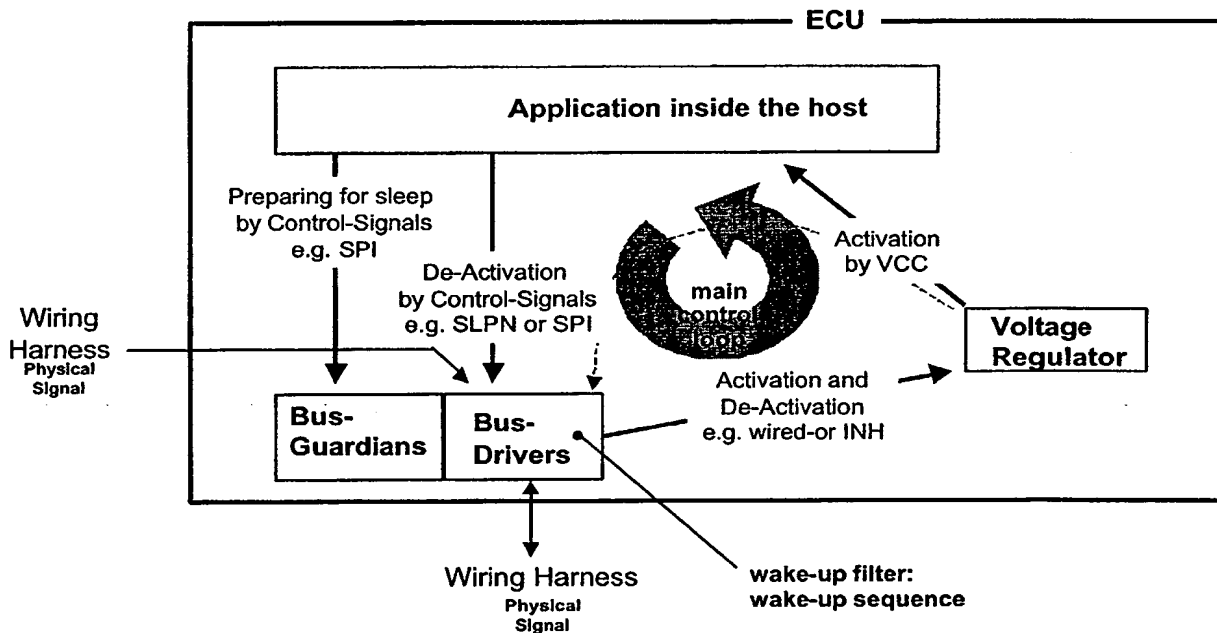 ECU
Application inside the host
Preparing for sleep
by Control-Signals
e.g. SPI
De-Activation
by Control-Signals
e.g. SLPN or SPI
main
control
loop
Activation
by VCC
Wiring
Harness
Physical
Signal
Voltage
Regulator
Activation and
De-Activation
e.g. wired-or INH
Bus-
Guardians
Bus-
Drivers
Wiring Harness
Physical
Signal
wake-up filter:
wake-up sequence